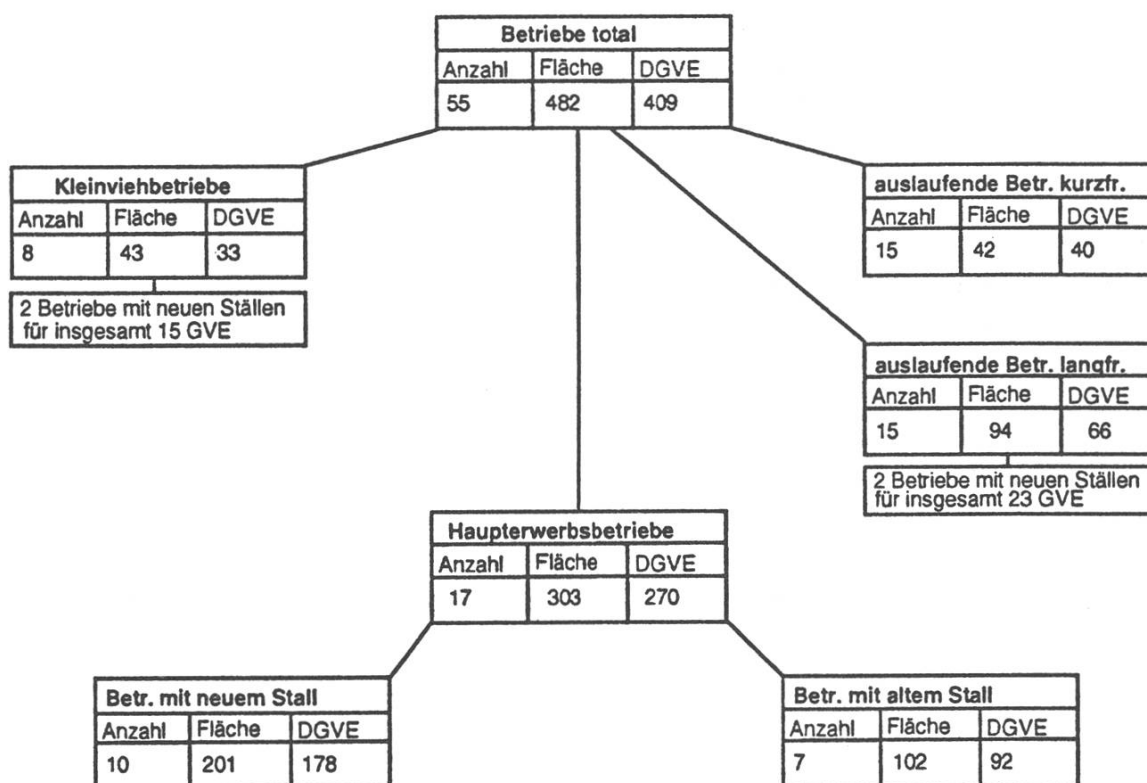 Betriebe total
Anzahl Fläche DGVE
55 482 409
Kleinviehbetriebe
Anzahl Fläche DGVE
8 43 33
2 Betriebe mit neuen Ställen
für insgesamt 15 GVE
auslaufende Betr. kurzfr.
Anzahl Fläche DGVE
15 42 40
auslaufende Betr. langfr.
Anzahl Fläche DGVE
15 94 66
2 Betriebe mit neuen Ställen
für insgesamt 23 GVE
Haupterwerbsbetriebe
Anzahl Fläche DGVE
17 303 270
Betr. mit neuem Stall
Anzahl Fläche DGVE
10 201 178
Betr. mit altem Stall
Anzahl Fläche DGVE
7 102 92